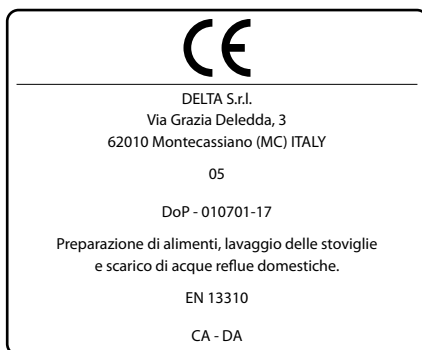 CE
DELTA S.r.l.
Via Grazia Deledda, 3
62010 Montecassiano (MC) ITALY
05
DoP - 010701-17
Preparazione di alimenti, lavaggio delle stoviglie
e scarico di acque reflue domestiche.
EN 13310
CA - DA